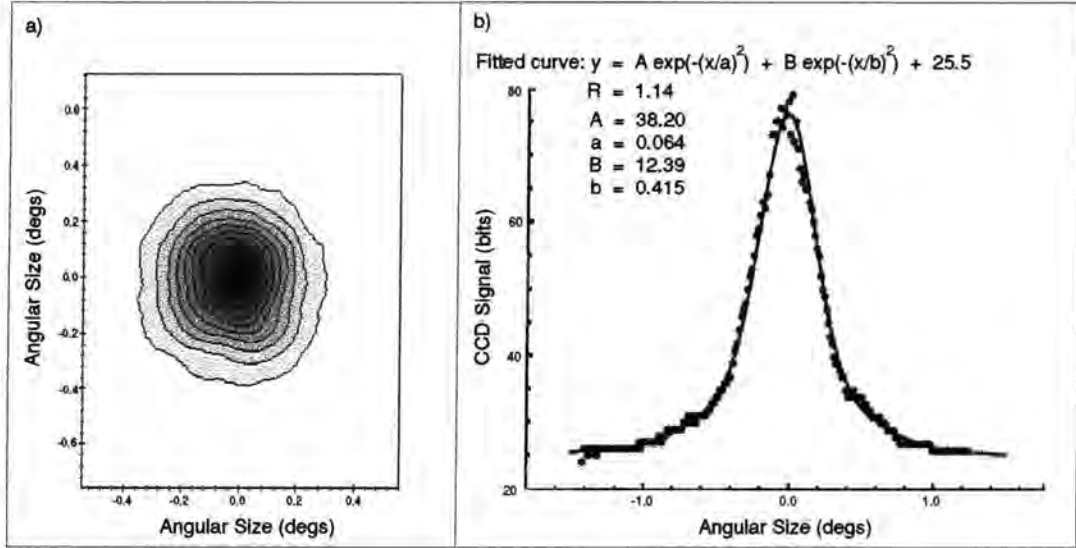 a)
0.0
0.4
0.2
0.0
-0.2
-0.4
-0.6
Angular Size (degs)
-0.4
-0.2
0.0
0.2
0.4
Angular Size (degs)
b)
Fitted curve: y = A exp(-(x/a)²) + B exp(-(x/b)²) + 25.5
R = 1.14
A = 38.20
a = 0.064
B = 12.39
b = 0.415
80
60
40
20
CCD Signal (bits)
-1.0
0.0
1.0
Angular Size (degs)